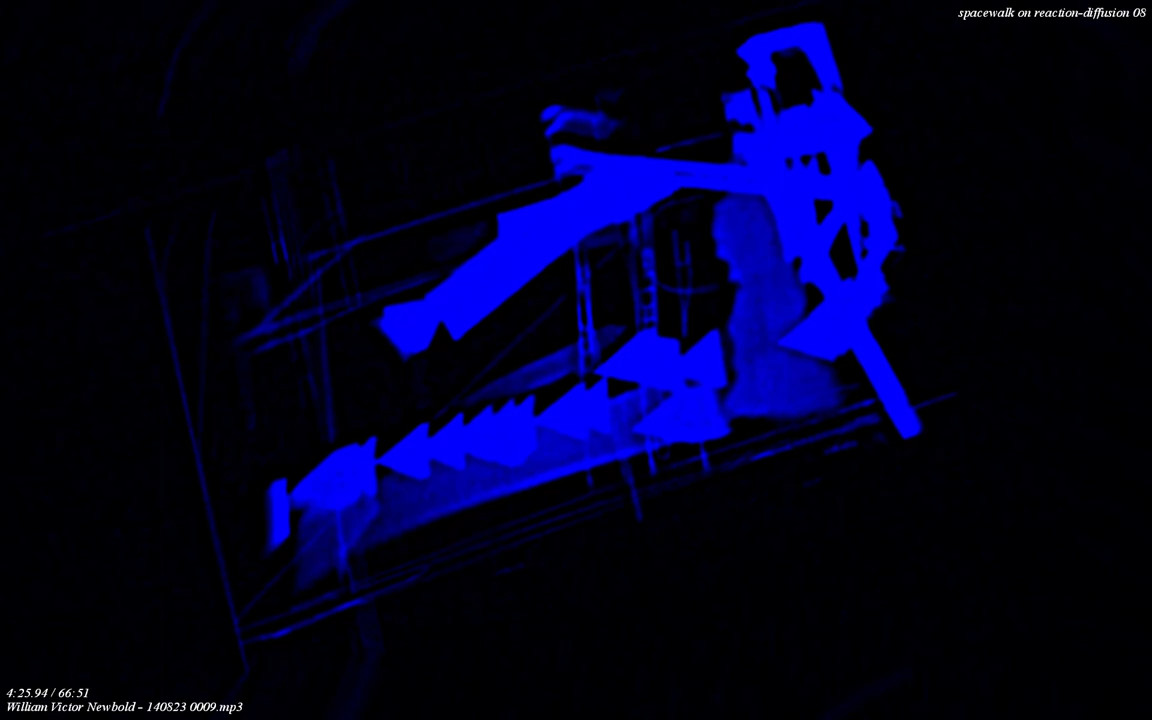 spacewalk on reaction-diffusion 08
4:25.94 / 66:51
William Victor Newbold - 140823 0009.mp3